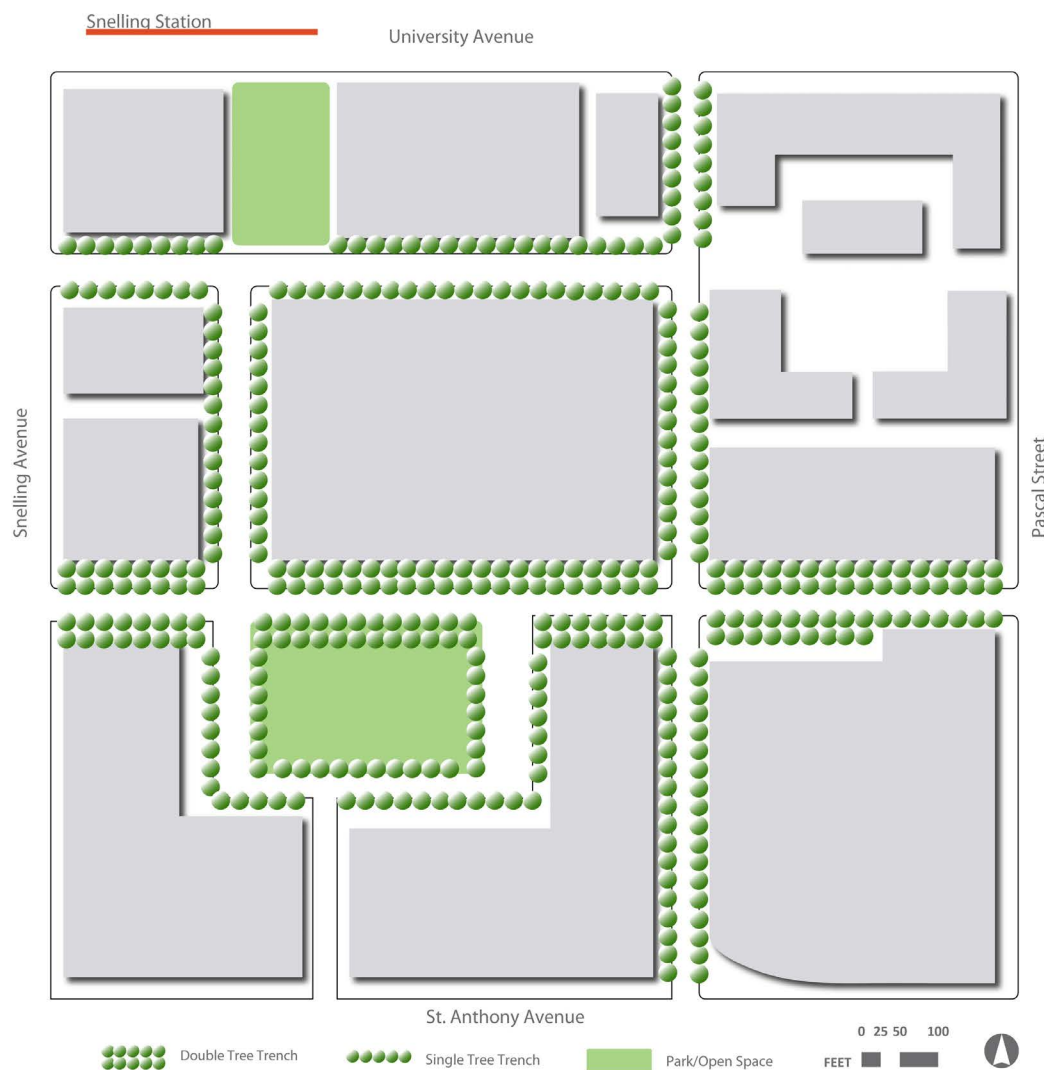 Snelling Station
University Avenue
Snelling Avenue
Pascal Street
St. Anthony Avenue
Double Tree Trench
Single Tree Trench
Park/Open Space
0 25 50 100
FEET